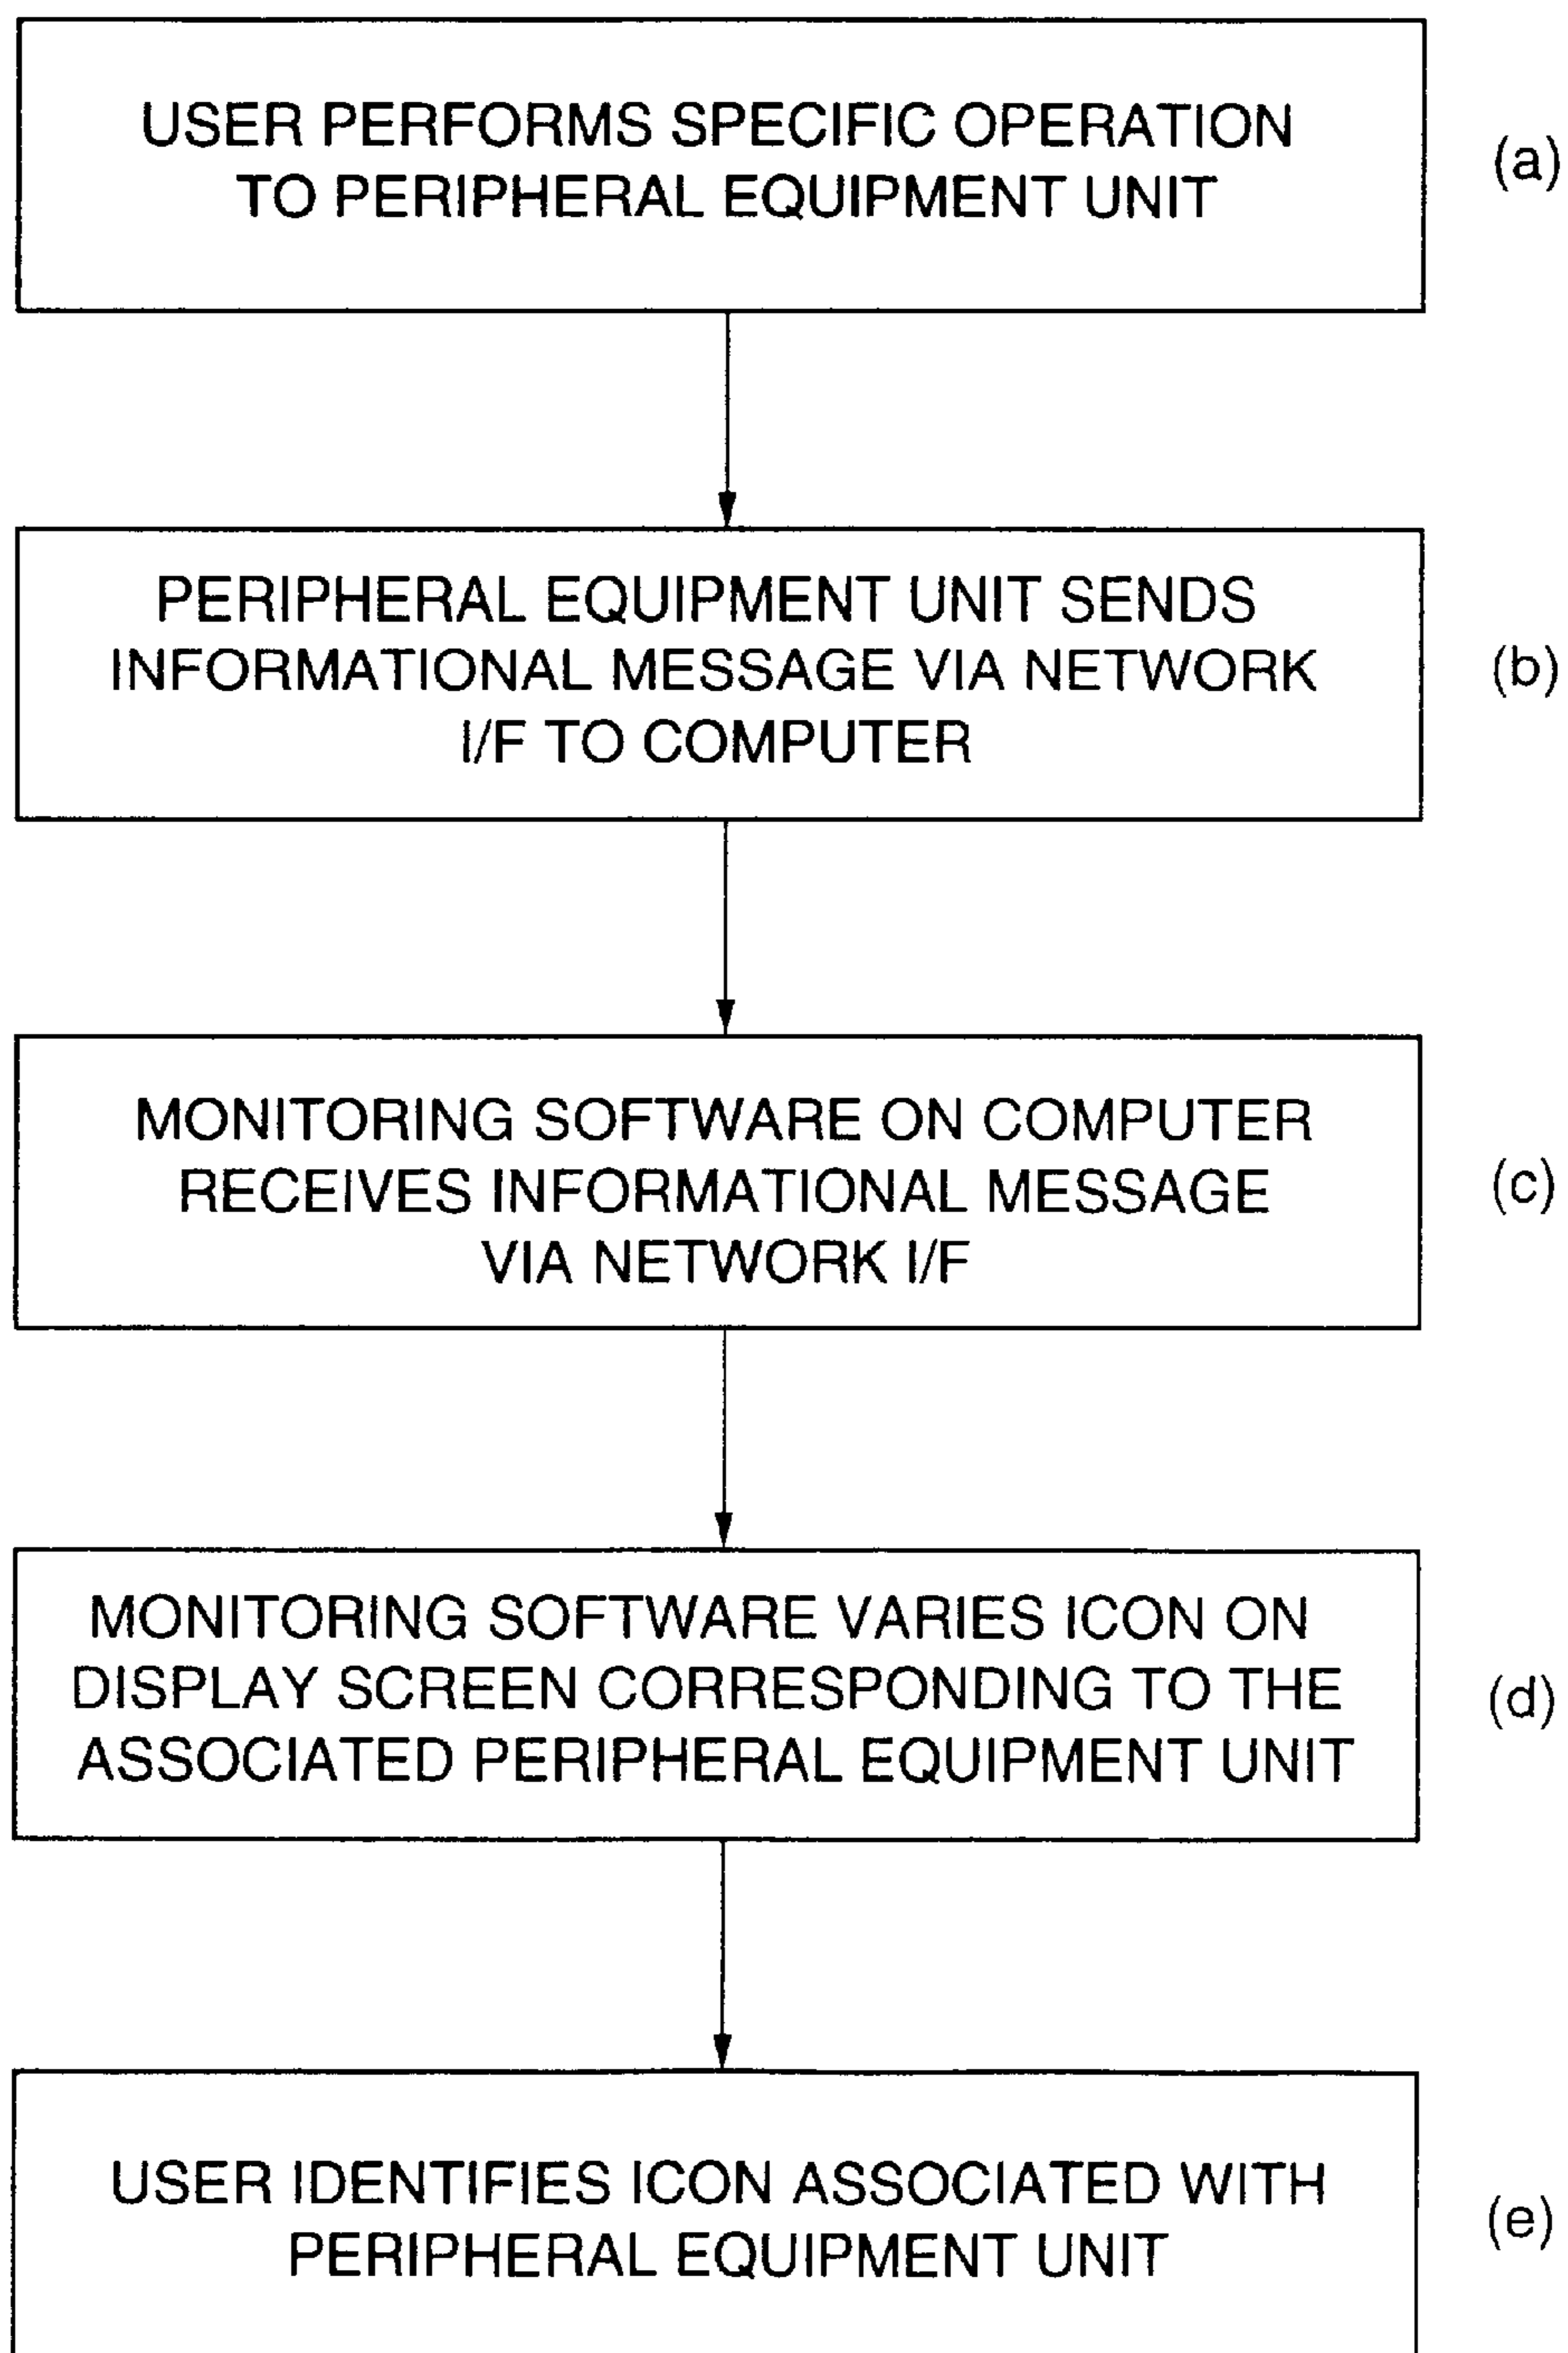 USER PERFORMS SPECIFIC OPERATION
TO PERIPHERAL EQUIPMENT UNIT
(a)
PERIPHERAL EQUIPMENT UNIT SENDS
INFORMATIONAL MESSAGE VIA NETWORK
I/F TO COMPUTER
(b)
MONITORING SOFTWARE ON COMPUTER
RECEIVES INFORMATIONAL MESSAGE
VIA NETWORK I/F
(c)
MONITORING SOFTWARE VARIES ICON ON
DISPLAY SCREEN CORRESPONDING TO THE
ASSOCIATED PERIPHERAL EQUIPMENT UNIT
(d)
USER IDENTIFIES ICON ASSOCIATED WITH
PERIPHERAL EQUIPMENT UNIT
(e)